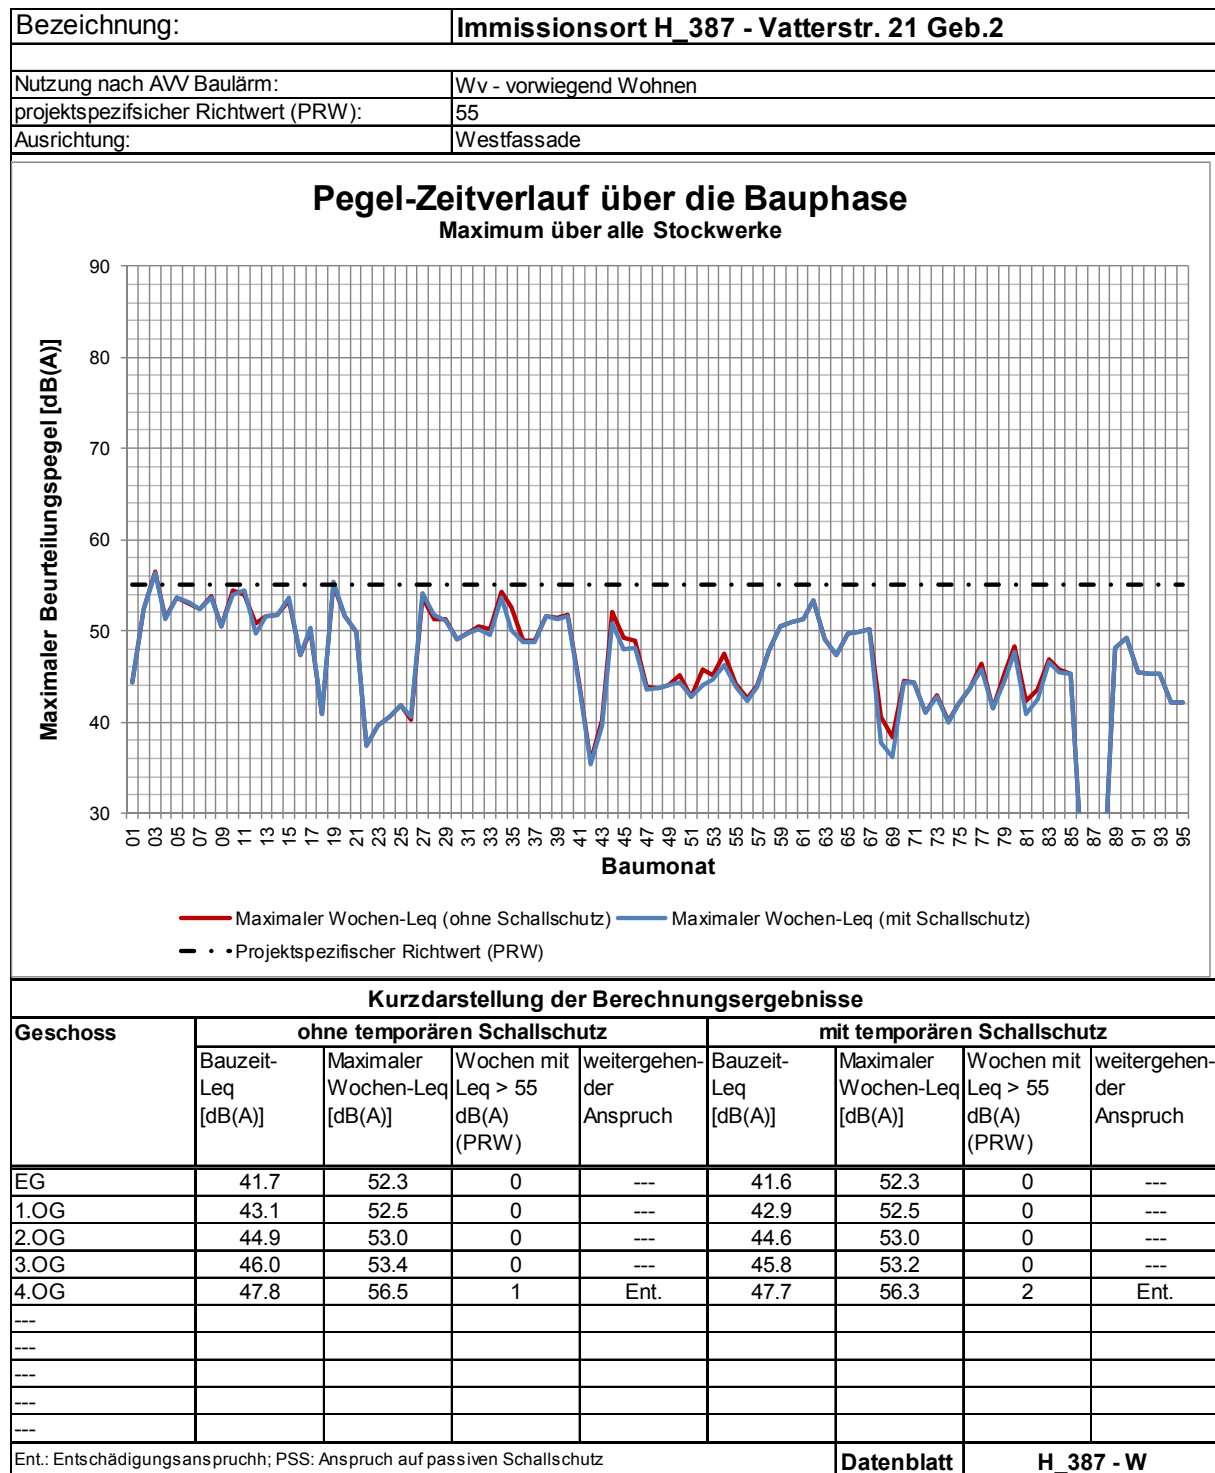 Bezeichnung: Immissionsort H_387 - Vatterstr. 21 Geb.2
Nutzung nach AVV Baulärm: Wv - vorwiegend Wohnen
projektspezifsicher Richtwert (PRW): 55
Ausrichtung: Westfassade
Pegel-Zeitverlauf über die Bauphase
Maximum über alle Stockwerke
Maximaler Beurteilungspegel [dB(A)]
90
80
70
60
50
40
30
01 03 05 07 09 11 13 15 17 19 21 23 25 27 29 31 33 35 37 39 41 43 45 47 49 51 53 55 57 59 61 63 65 67 69 71 73 75 77 79 81 83 85 87 89 91 93 95
Baumonat
Maximaler Wochen-Leq (ohne Schallschutz) Maximaler Wochen-Leq (mit Schallschutz)
Projektspezifischer Richtwert (PRW)
Kurzdarstellung der Berechnungsergebnisse
Geschoss ohne temporären Schallschutz mit temporären Schallschutz
Bauzeit- Maximaler Wochen mit weitergehen- Bauzeit- Maximaler Wochen mit weitergehen-
Leq Wochen-Leq Leq > 55 der Leq Wochen-Leq Leq > 55 der
[dB(A)] [dB(A)] dB(A) Anspruch [dB(A)] [dB(A)] dB(A) Anspruch
(PRW) (PRW)
EG 41.7 52.3 0 --- 41.6 52.3 0 ---
1.OG 43.1 52.5 0 --- 42.9 52.5 0 ---
2.OG 44.9 53.0 0 --- 44.6 53.0 0 ---
3.OG 46.0 53.4 0 --- 45.8 53.2 0 ---
4.OG 47.8 56.5 1 Ent. 47.7 56.3 2 Ent.
---
---
---
---
---
Ent.: Entschädigungsanspruchh; PSS: Anspruch auf passiven Schallschutz Datenblatt H_387 - W